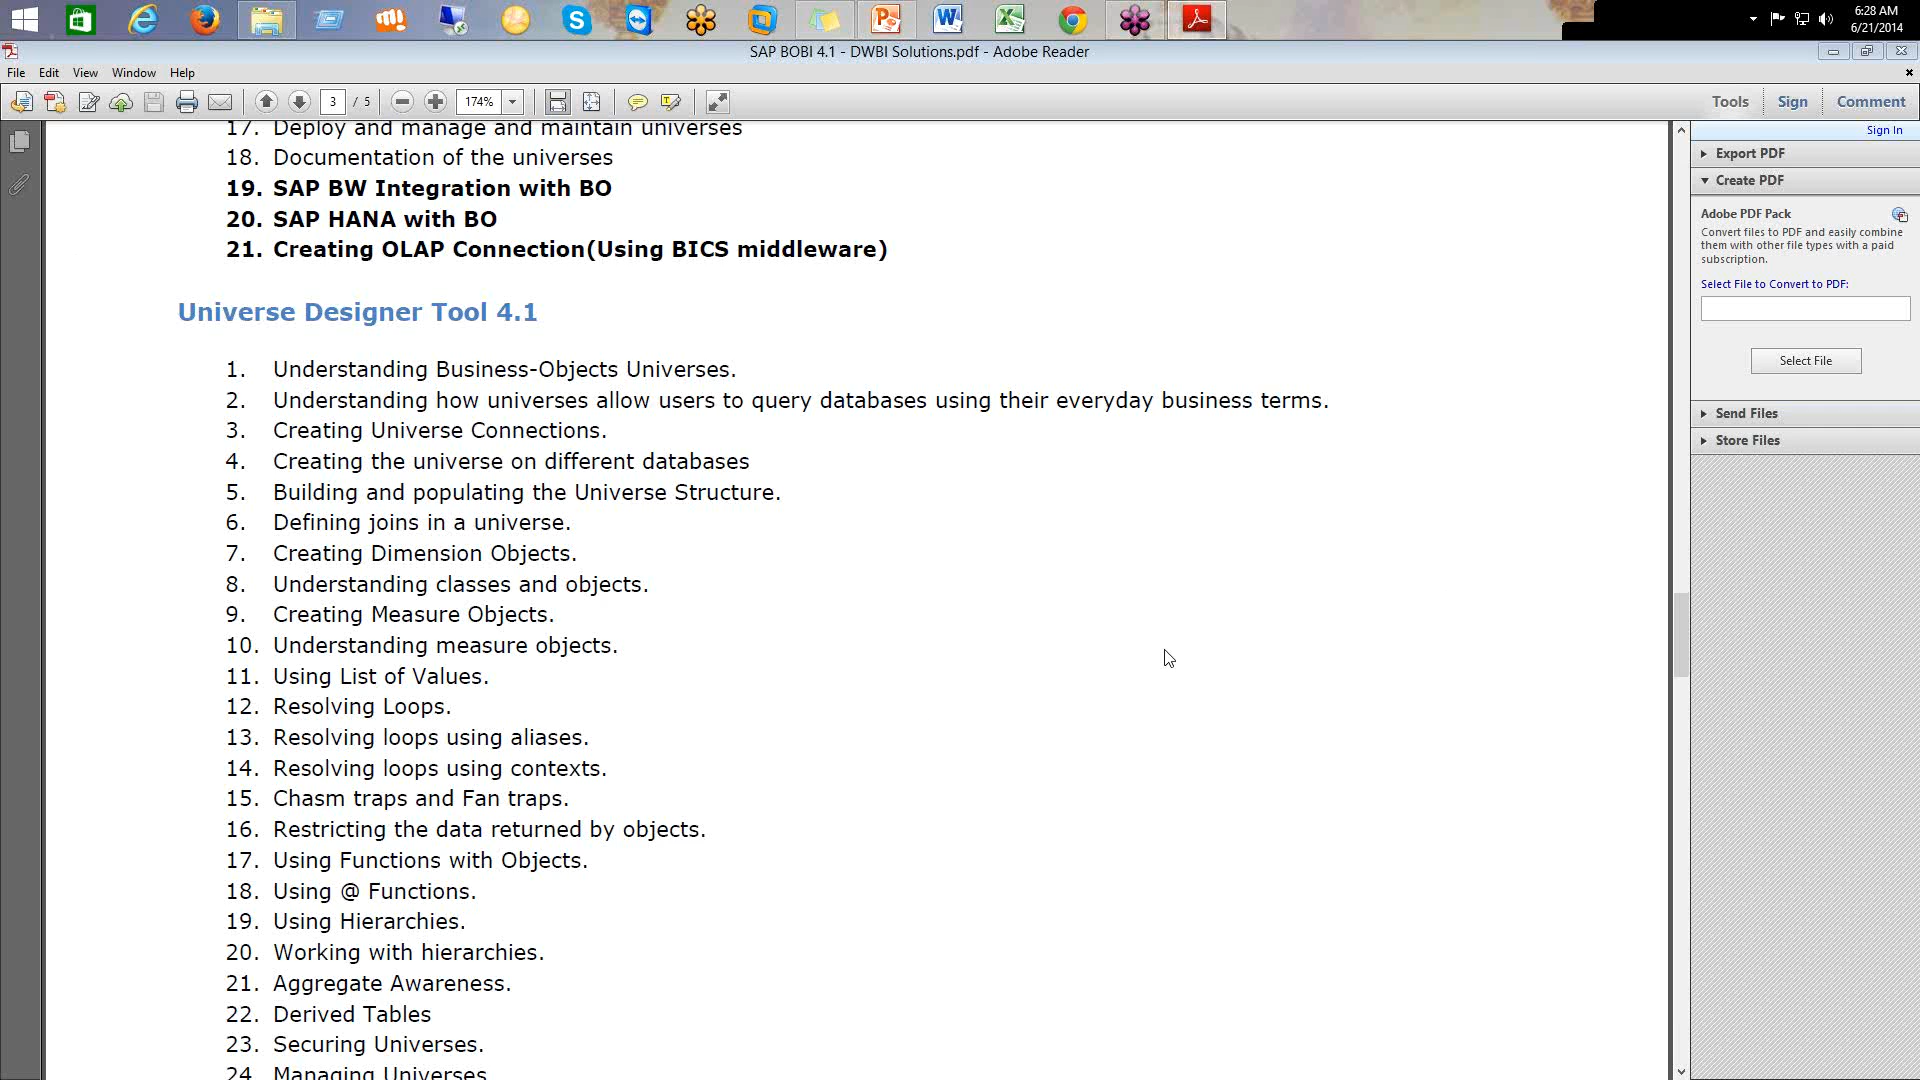 6:28 AM
6/21/2014
SAP BOBI 4.1 - DWBI Solutions.pdf - Adobe Reader
File Edit View Window Help
3 / 5 174% Tools Sign Comment
Sign In
17. Deploy and manage and maintain universes
18. Documentation of the universes
19. SAP BW Integration with BO
20. SAP HANA with BO
21. Creating OLAP Connection(Using BICS middleware)
Universe Designer Tool 4.1
1. Understanding Business-Objects Universes.
2. Understanding how universes allow users to query databases using their everyday business terms.
3. Creating Universe Connections.
4. Creating the universe on different databases
5. Building and populating the Universe Structure.
6. Defining joins in a universe.
7. Creating Dimension Objects.
8. Understanding classes and objects.
9. Creating Measure Objects.
10. Understanding measure objects.
11. Using List of Values.
12. Resolving Loops.
13. Resolving loops using aliases.
14. Resolving loops using contexts.
15. Chasm traps and Fan traps.
16. Restricting the data returned by objects.
17. Using Functions with Objects.
18. Using @ Functions.
19. Using Hierarchies.
20. Working with hierarchies.
21. Aggregate Awareness.
22. Derived Tables
23. Securing Universes.
24. Managing Universes
Export PDF
Create PDF
Adobe PDF Pack
Convert files to PDF and easily combine
them with other file types with a paid
subscription.
Select File to Convert to PDF:
Select File
Send Files
Store Files